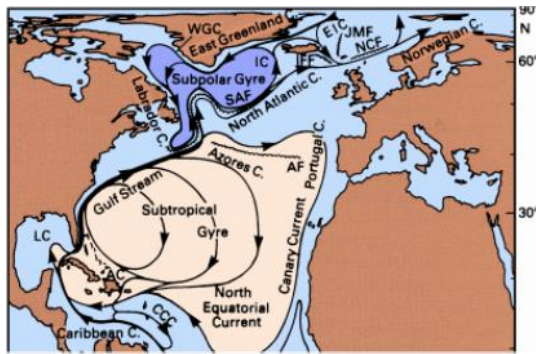 90°
N
WGC
East Greenland C.
EIC
JMF
NCF
Norwegian C.
IC
IFF
Subpolar Gyre
60°
SAF
Labrador C.
North Atlantic C.
Azores C.
AF
Portugal C.
Gulf Stream
Subtropical
Gyre
30°
Canary Current
LC
AC
North
Equatorial
Current
CCC
Caribbean C.